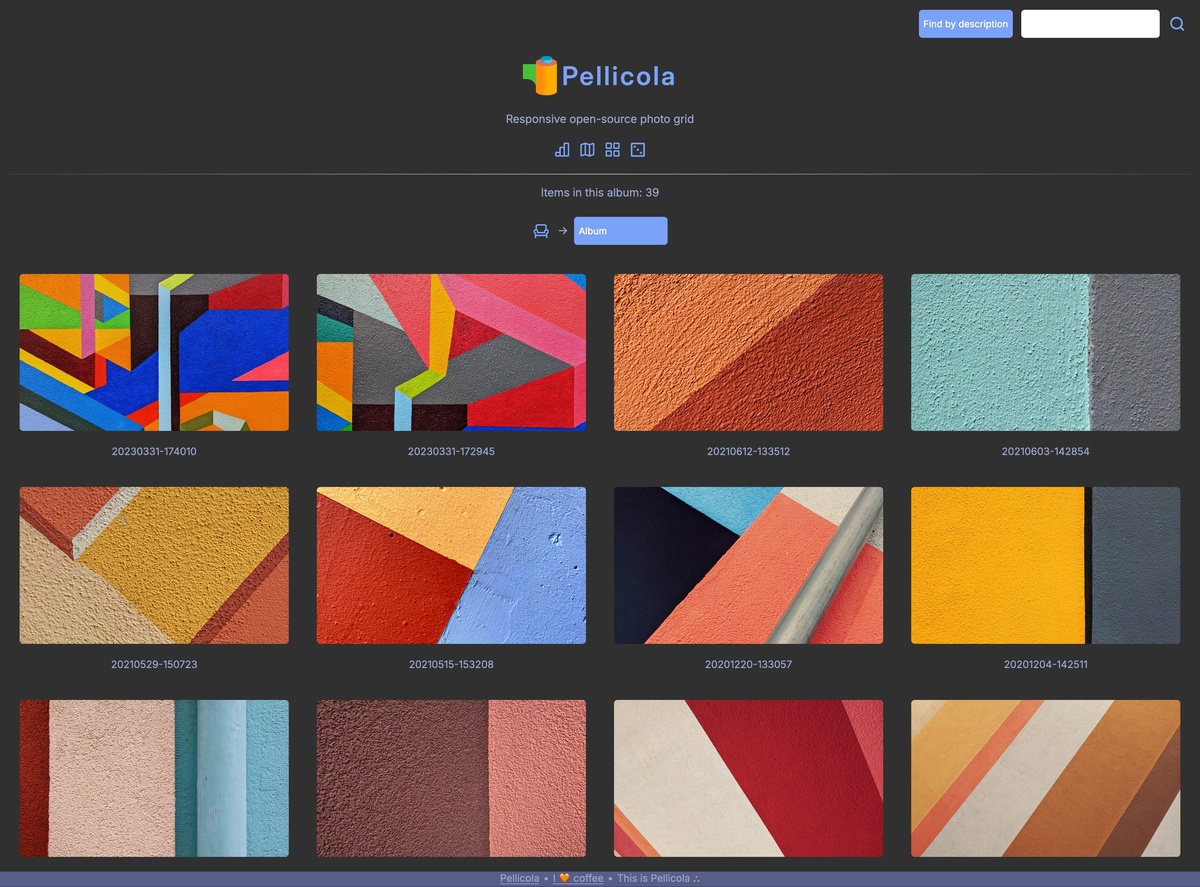 Find by description
Pellicola
Responsive open-source photo grid
Items in this album: 39
Album
20230331-174010
20230331-172945
20210612-133512
20210603-142854
20210529-150723
20210515-153208
20201220-133057
20201204-142511
Pellicola • I 🧡 coffee • This is Pellicola